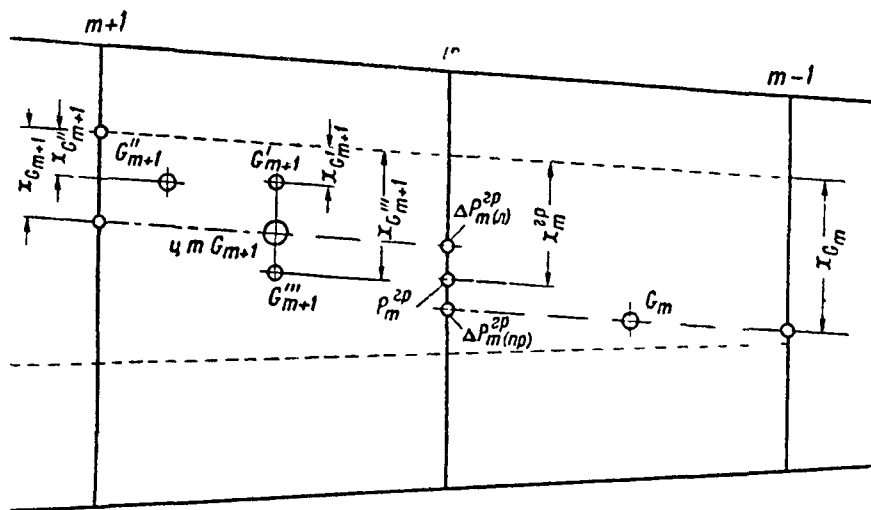 m+1
m-1
x_{G_{m+1}}
x_{G''_{m+1}}
G''_{m+1}
G'_{m+1}
x_{G'_{m+1}}
x_{G'''_{m+1}}
ΔP^{гр}_{m(л)}
x^{гр}_m
x_{G_m}
ц т G_{m+1}
G'''_{m+1}
P^{гр}_m
G_m
ΔP^{гр}_{m(пр)}